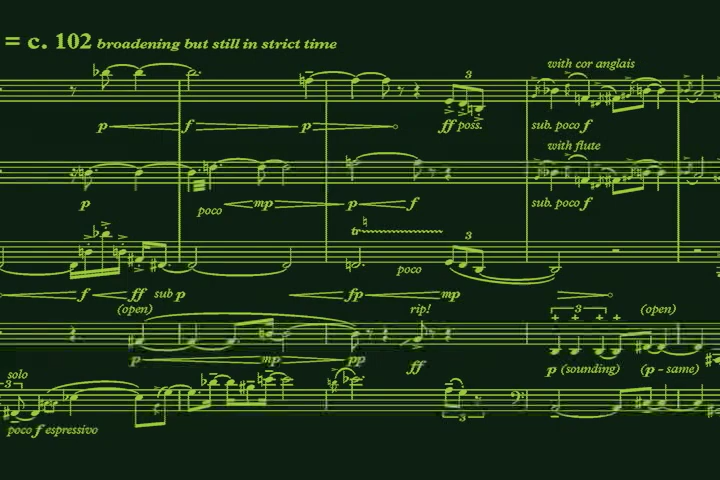 = c. 102 broadening but still in strict time
with cor anglais
3
p f p ff poss. sub. poco f
with flute
p poco mp p f sub. poco f
tr
3
poco
f ff sub p fp mp
(open) rip! 3 (open)
p mp pp ff p (sounding) (p - same)
solo
3
3
poco f espressivo